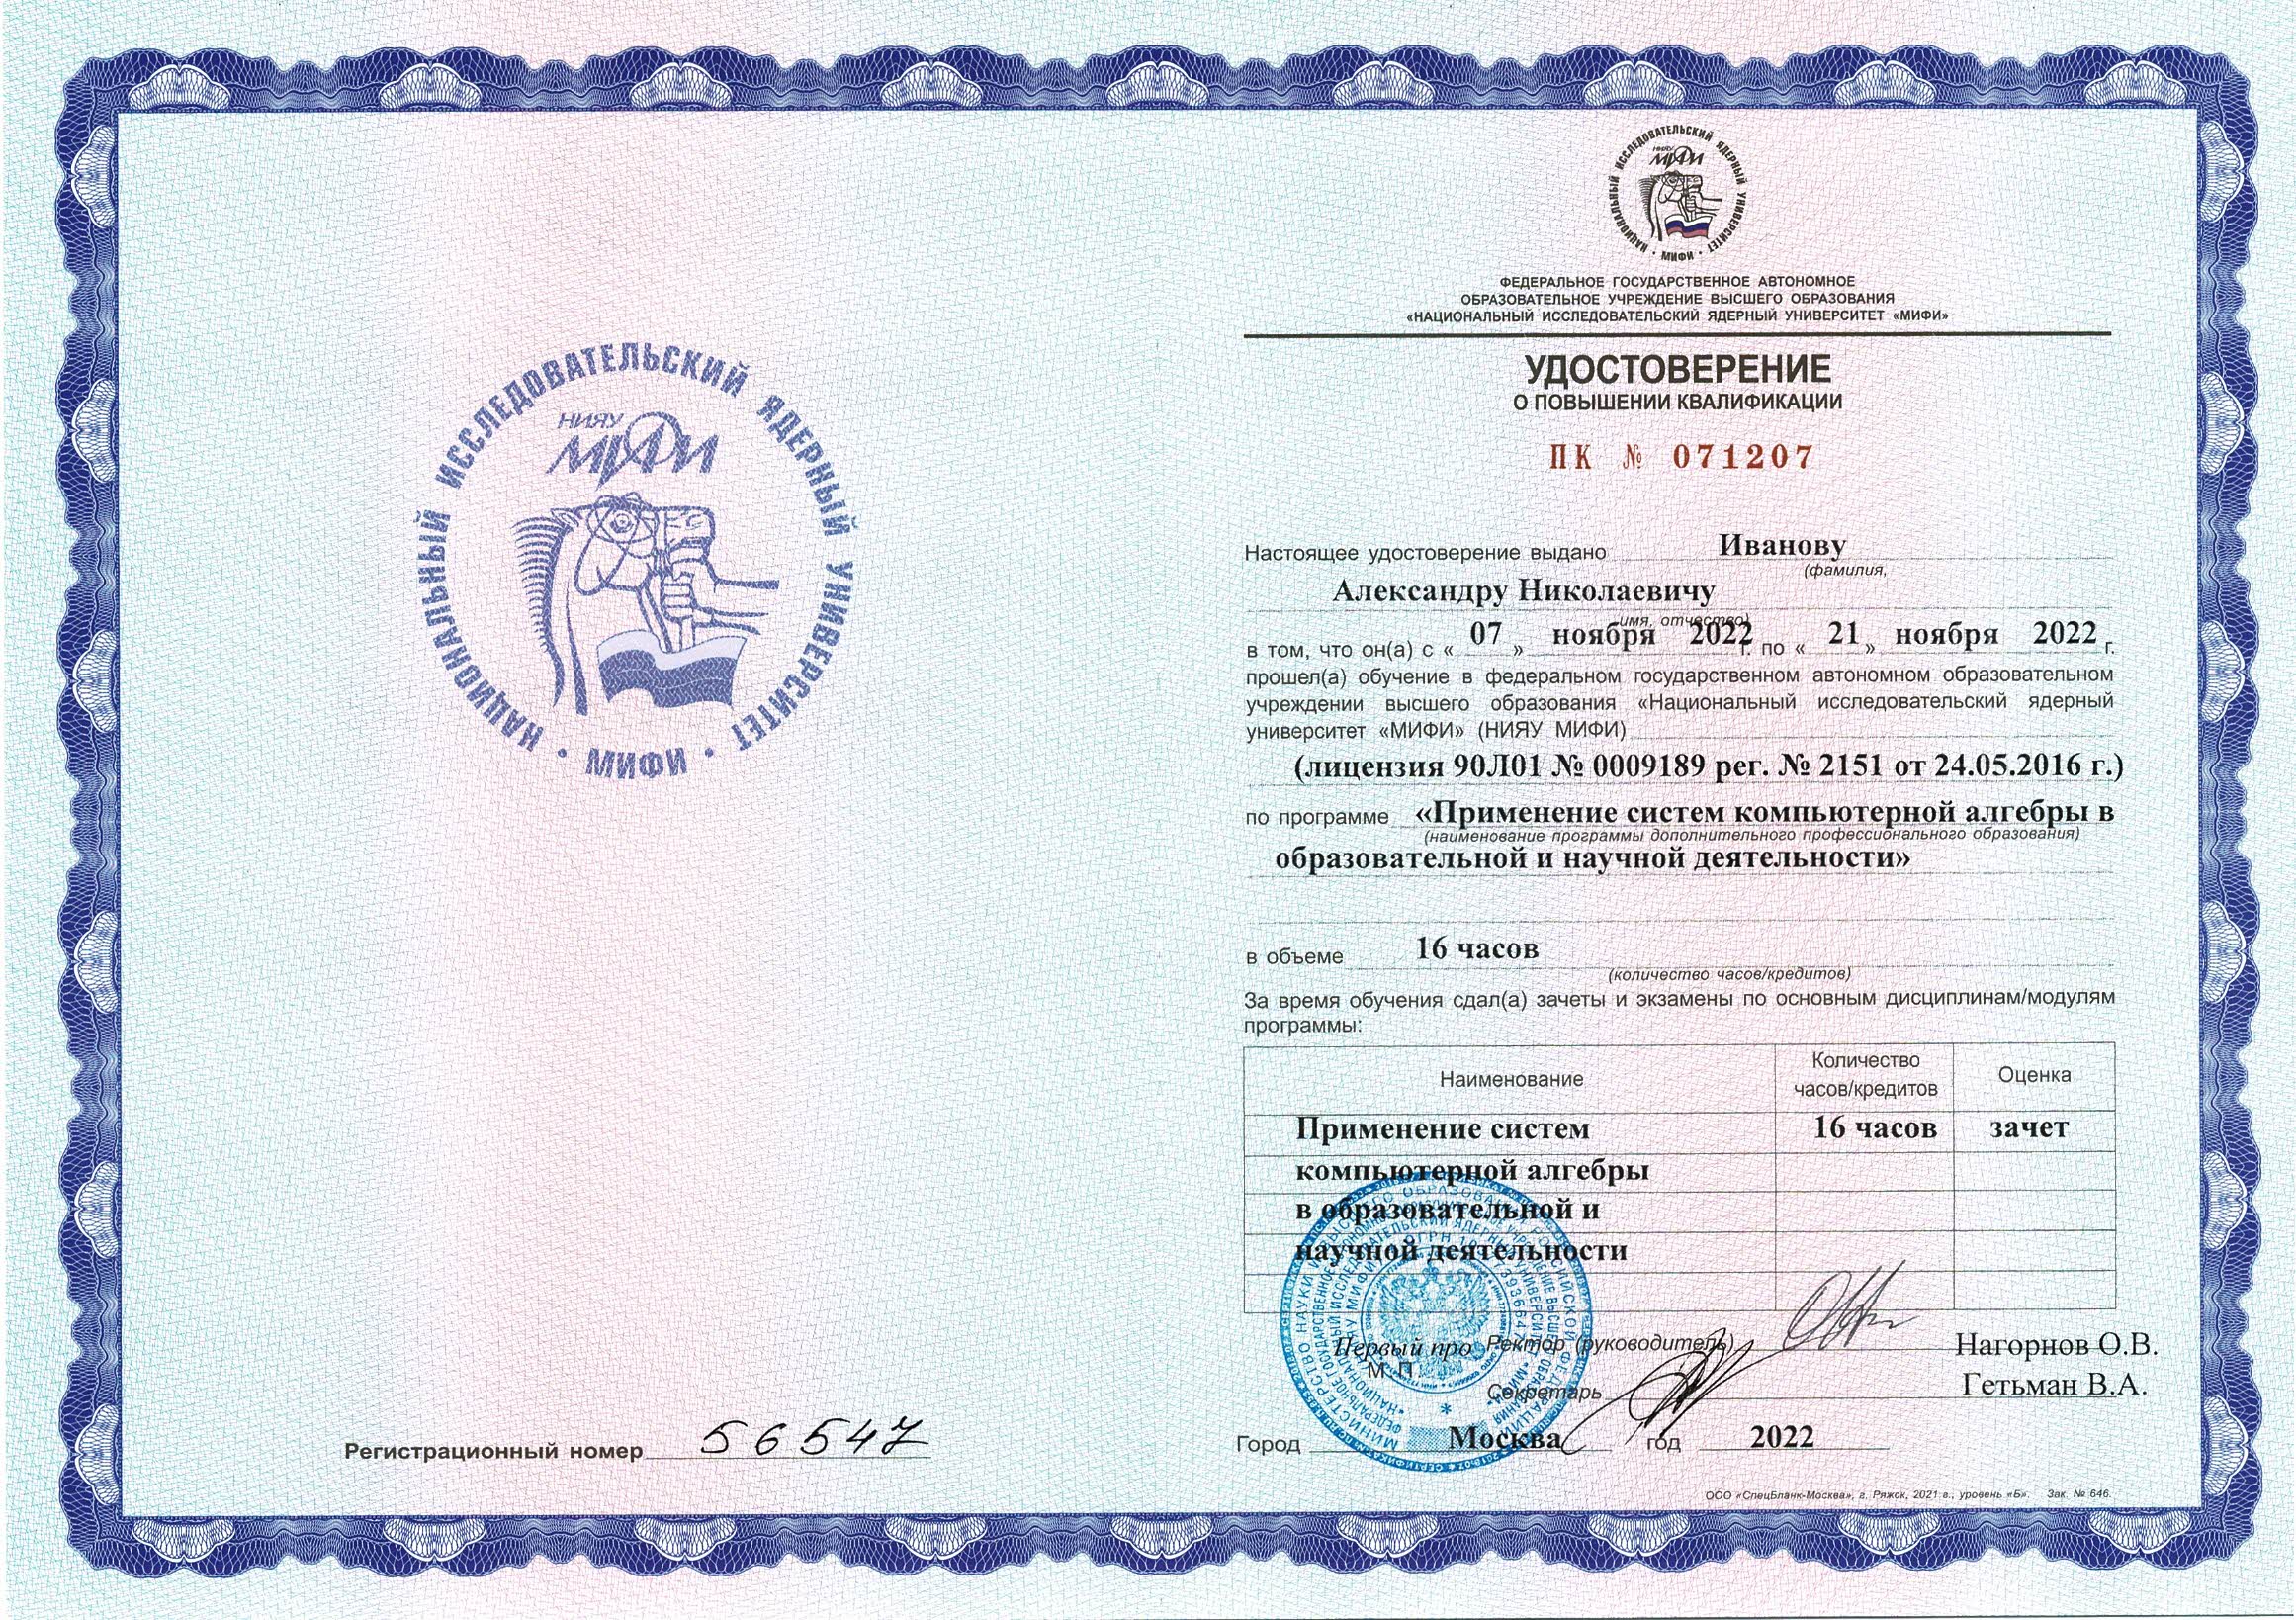 НАЦИОНАЛЬНЫЙ ИССЛЕДОВАТЕЛЬСКИЙ ЯДЕРНЫЙ УНИВЕРСИТЕТ
• МИФИ •
НИЯУ
МИФИ
Регистрационный номер 56547
НАЦИОНАЛЬНЫЙ ИССЛЕДОВАТЕЛЬСКИЙ ЯДЕРНЫЙ УНИВЕРСИТЕТ
• МИФИ •
НИЯУ
МИФИ
ФЕДЕРАЛЬНОЕ ГОСУДАРСТВЕННОЕ АВТОНОМНОЕ
ОБРАЗОВАТЕЛЬНОЕ УЧРЕЖДЕНИЕ ВЫСШЕГО ОБРАЗОВАНИЯ
«НАЦИОНАЛЬНЫЙ ИССЛЕДОВАТЕЛЬСКИЙ ЯДЕРНЫЙ УНИВЕРСИТЕТ «МИФИ»
УДОСТОВЕРЕНИЕ
О ПОВЫШЕНИИ КВАЛИФИКАЦИИ
ПК № 071207
Настоящее удостоверение выдано Иванову
(фамилия,
Александру Николаевичу
имя, отчество)
в том, что он(а) с « 07 » ноября 2022 г. по « 21 » ноября 2022 г.
прошел(а) обучение в федеральном государственном автономном образовательном
учреждении высшего образования «Национальный исследовательский ядерный
университет «МИФИ» (НИЯУ МИФИ)
(лицензия 90Л01 № 0009189 рег. № 2151 от 24.05.2016 г.)
по программе «Применение систем компьютерной алгебры в
(наименование программы дополнительного профессионального образования)
образовательной и научной деятельности»
в объеме 16 часов
(количество часов/кредитов)
За время обучения сдал(а) зачеты и экзамены по основным дисциплинам/модулям
программы:
Наименование Количество часов/кредитов Оценка
Применение систем 16 часов зачет
компьютерной алгебры
в образовательной и
научной деятельности
Первый про Ректор (руководитель) Нагорнов О.В.
М.П.
Секретарь Гетьман В.А.
Город Москва год 2022
ООО «СпецБланк-Москва», г. Ряжск, 2021 г., уровень «Б». Зак. № 646.